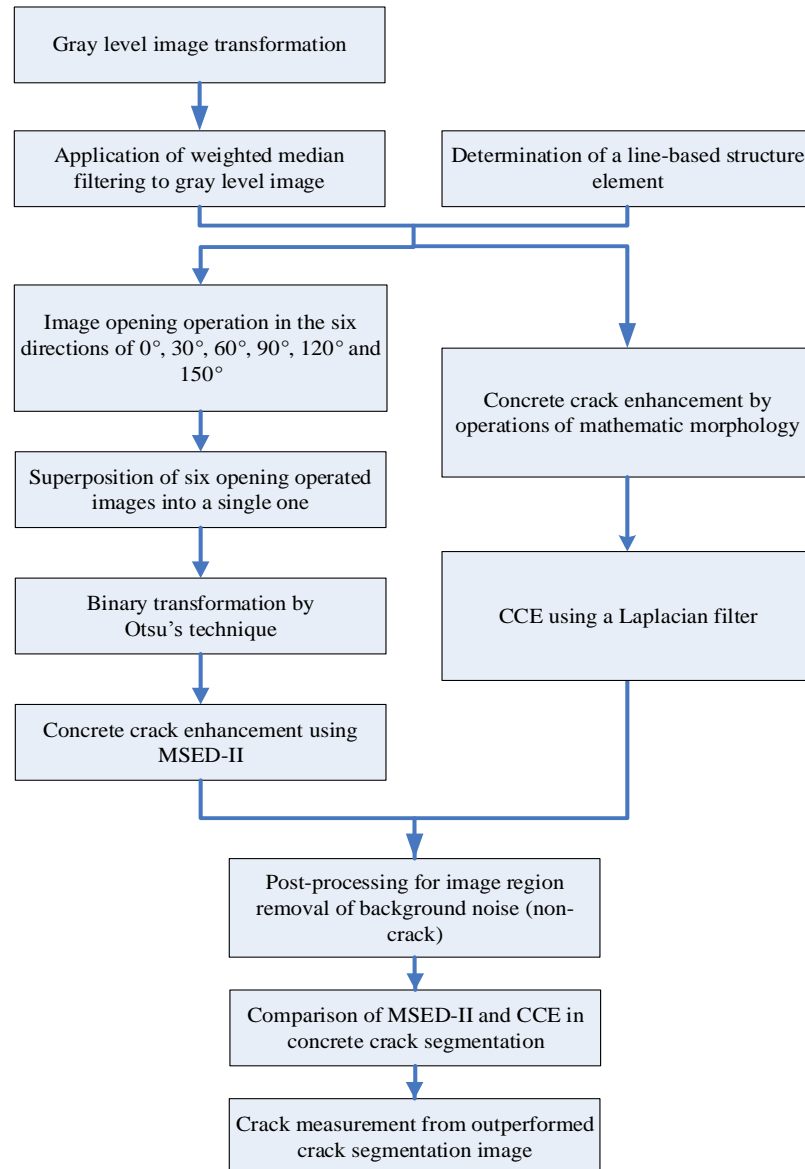 Gray level image transformation
Application of weighted median
filtering to gray level image
Determination of a line-based structure
element
Image opening operation in the six
directions of 0°, 30°, 60°, 90°, 120° and
150°
Concrete crack enhancement by
operations of mathematic morphology
Superposition of six opening operated
images into a single one
Binary transformation by
Otsu’s technique
CCE using a Laplacian filter
Concrete crack enhancement using
MSED-II
Post-processing for image region
removal of background noise (non-
crack)
Comparison of MSED-II and CCE in
concrete crack segmentation
Crack measurement from outperformed
crack segmentation image